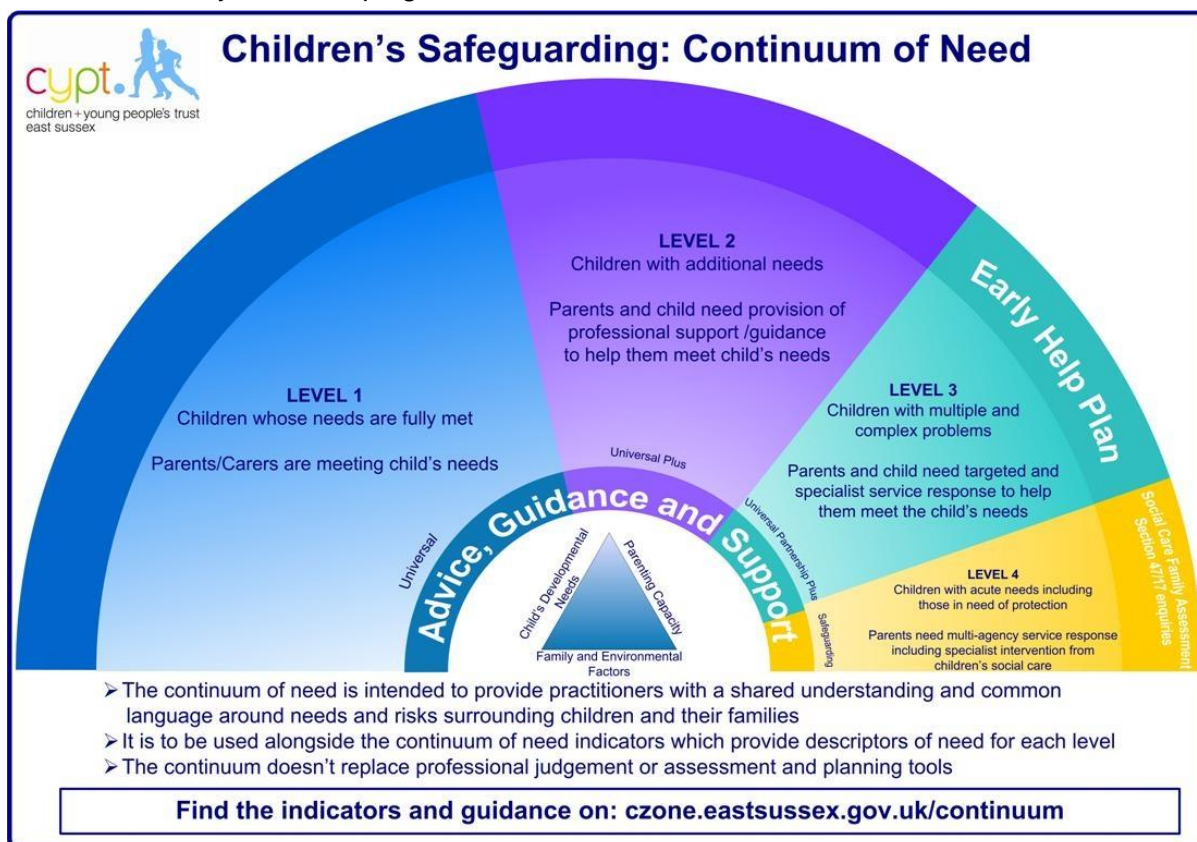 Children's Safeguarding: Continuum of Need
cypt.
children + young people's trust
east sussex
LEVEL 1
Children whose needs are fully met
Parents/Carers are meeting child's needs
LEVEL 2
Children with additional needs
Parents and child need provision of
professional support /guidance
to help them meet child's needs
Early Help Plan
LEVEL 3
Children with multiple and
complex problems
Parents and child need targeted and
specialist service response to help
them meet the child's needs
Social Care Family Assessment
Section 47/17 enquiries
LEVEL 4
Children with acute needs including
those in need of protection
Parents need multi-agency service response
including specialist intervention from
children's social care
Universal
Universal Plus
Universal Partnership Plus
Safeguarding
Advice, Guidance and Support
Child's Developmental
Needs
Parenting Capacity
Family and Environmental
Factors
➢ The continuum of need is intended to provide practitioners with a shared understanding and common
language around needs and risks surrounding children and their families
➢ It is to be used alongside the continuum of need indicators which provide descriptors of need for each level
➢ The continuum doesn't replace professional judgement or assessment and planning tools
Find the indicators and guidance on: czone.eastsussex.gov.uk/continuum